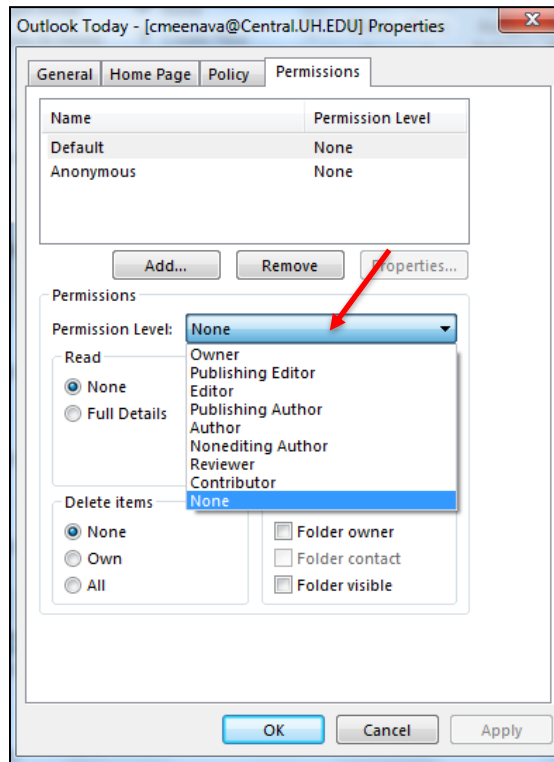 Outlook Today - [cmeenava@Central.UH.EDU] Properties
X
General Home Page Policy Permissions
Name Permission Level
Default None
Anonymous None
Add... Remove Properties...
Permissions
Permission Level: None
Read
None
Full Details
Owner
Publishing Editor
Editor
Publishing Author
Author
Nonediting Author
Reviewer
Contributor
None
Delete items
None
Own
All
Folder owner
Folder contact
Folder visible
OK Cancel Apply